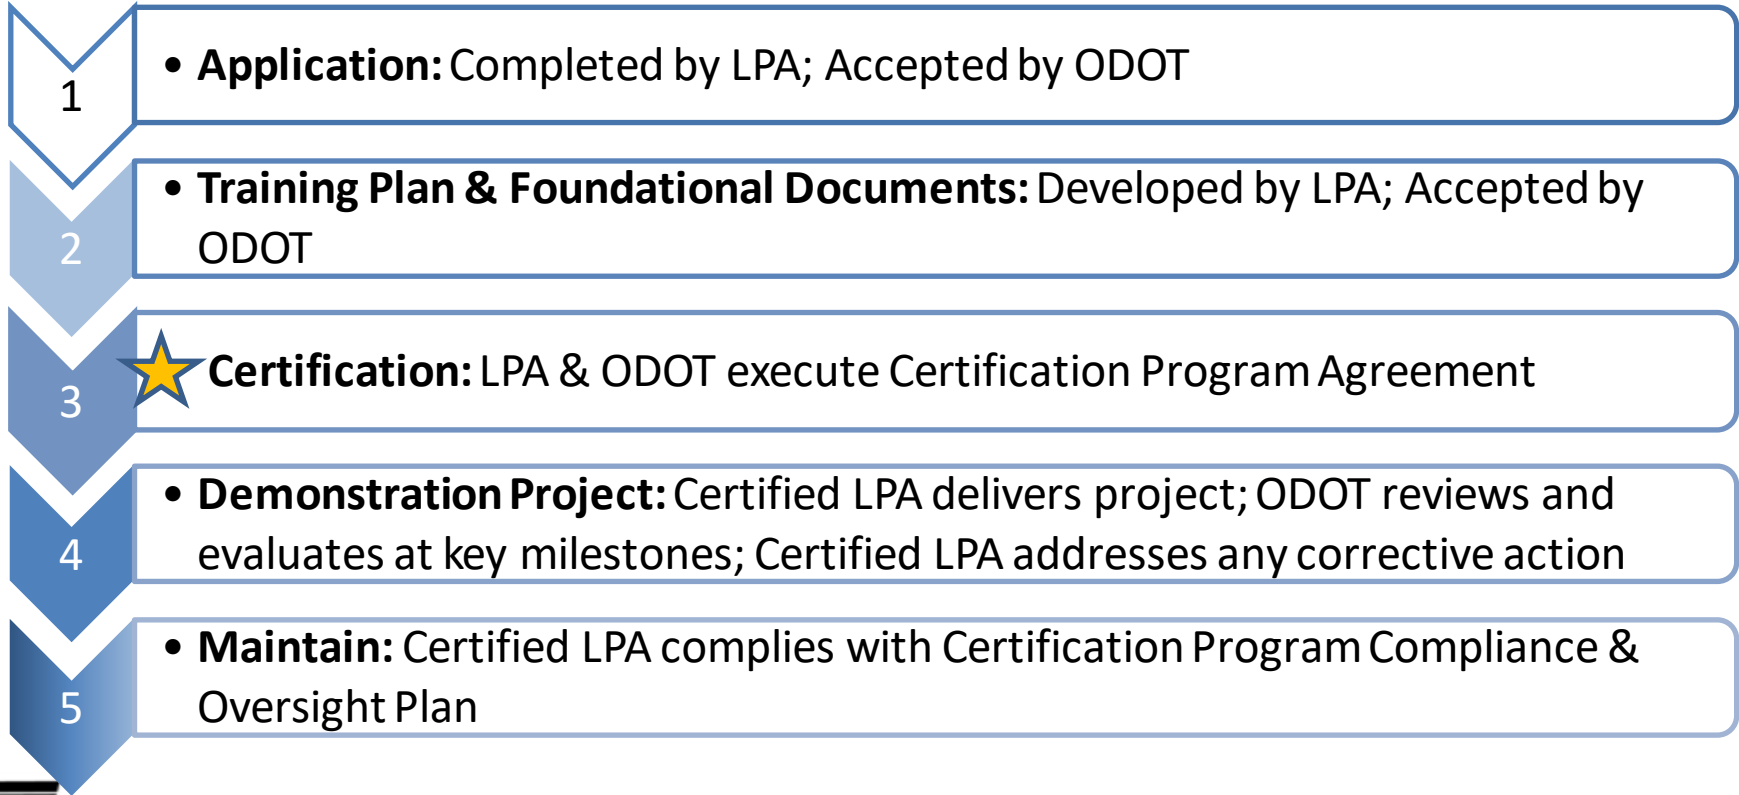 1
• Application: Completed by LPA; Accepted by ODOT
2
• Training Plan & Foundational Documents: Developed by LPA; Accepted by
ODOT
3
Certification: LPA & ODOT execute Certification Program Agreement
4
• Demonstration Project: Certified LPA delivers project; ODOT reviews and
evaluates at key milestones; Certified LPA addresses any corrective action
5
• Maintain: Certified LPA complies with Certification Program Compliance &
Oversight Plan